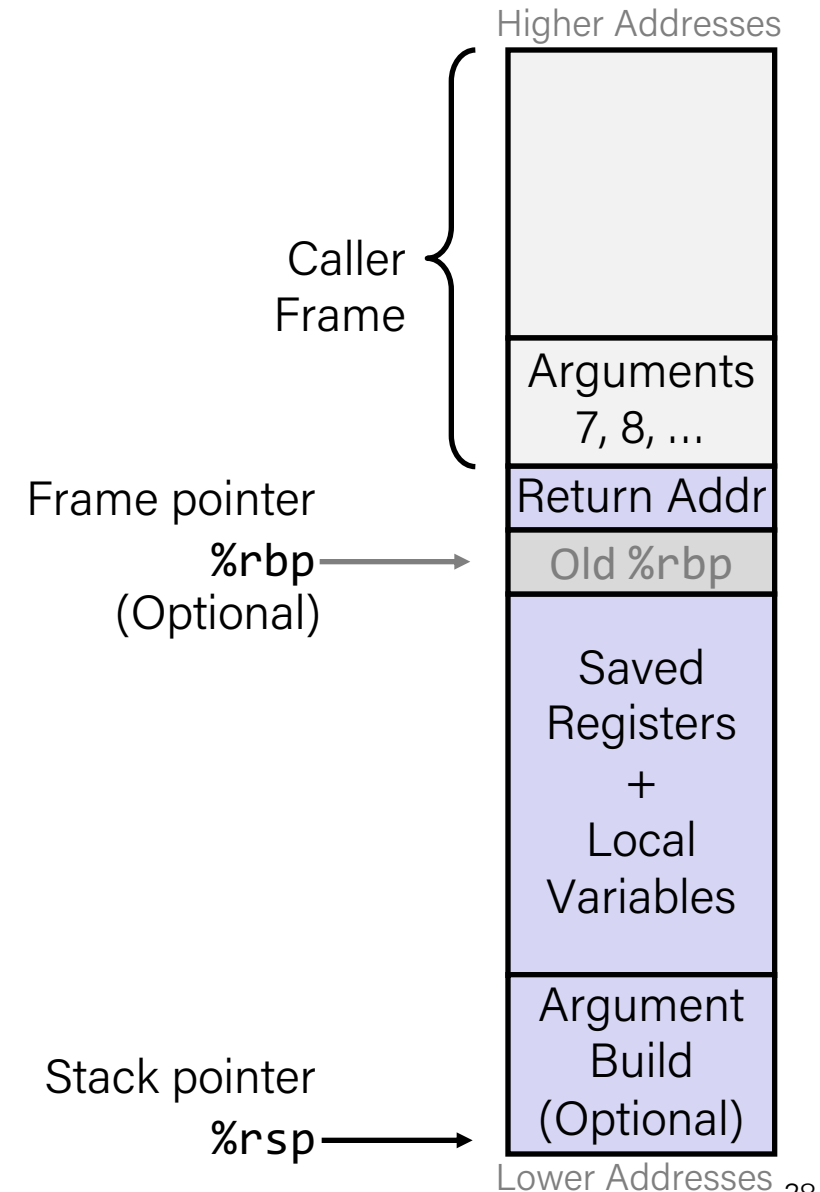 Higher Addresses
Caller
Frame
Arguments
7, 8, ...
Return Addr
Frame pointer
%rbp
(Optional)
Old %rbp
Saved
Registers
+
Local
Variables
Argument
Build
(Optional)
Stack pointer
%rsp
Lower Addresses